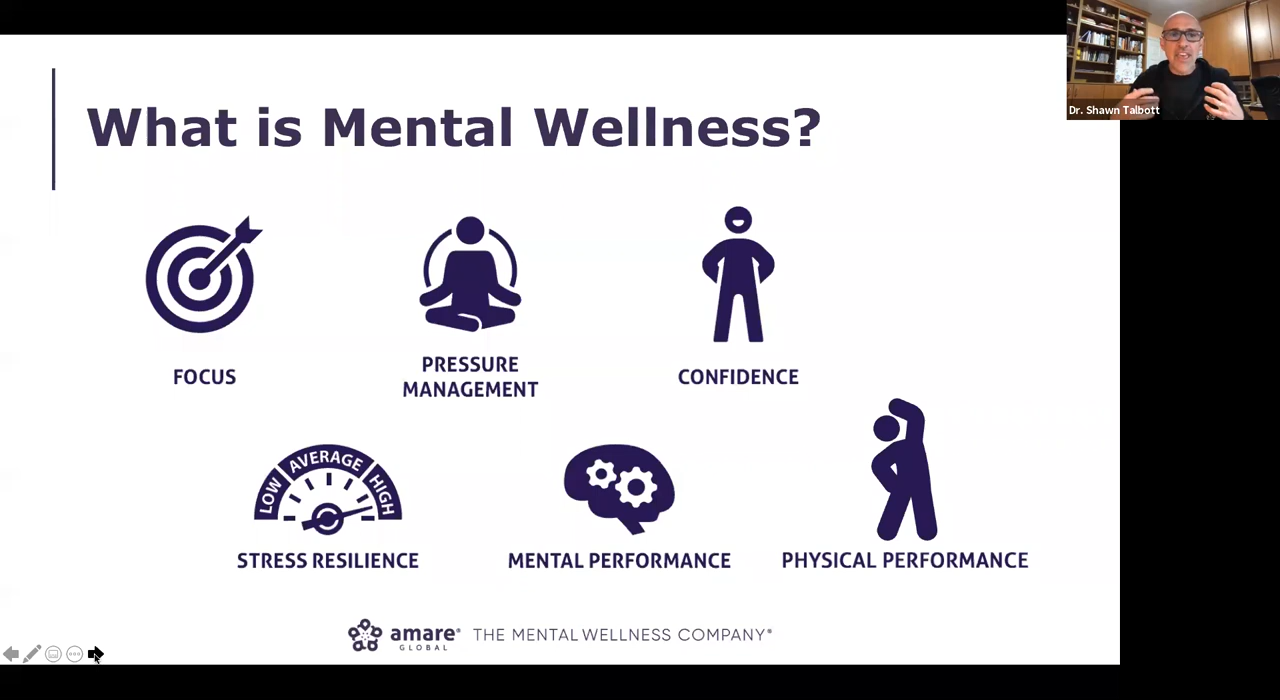 Dr. Shawn Talbott
What is Mental Wellness?
FOCUS
PRESSURE
MANAGEMENT
CONFIDENCE
LOW AVERAGE HIGH
STRESS RESILIENCE
MENTAL PERFORMANCE
PHYSICAL PERFORMANCE
amare® THE MENTAL WELLNESS COMPANY®
GLOBAL